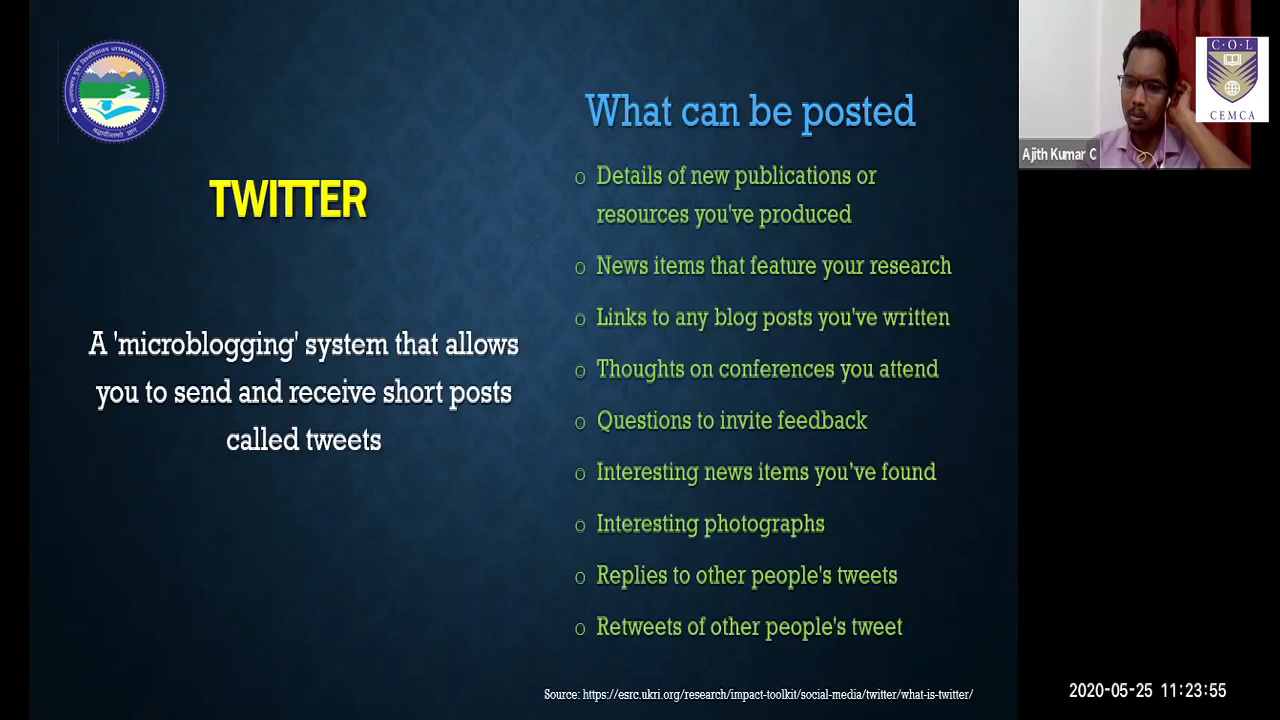 UTTARAKHAND OPEN UNIVERSITY
TWITTER
A 'microblogging' system that allows
you to send and receive short posts
called tweets
What can be posted
o Details of new publications or
resources you've produced
o News items that feature your research
o Links to any blog posts you've written
o Thoughts on conferences you attend
o Questions to invite feedback
o Interesting news items you've found
o Interesting photographs
o Replies to other people's tweets
o Retweets of other people's tweet
Source: https://esrc.ukri.org/research/impact-toolkit/social-media/twitter/what-is-twitter/
Ajith Kumar C
C·O·L
CEMCA
2020-05-25 11:23:55